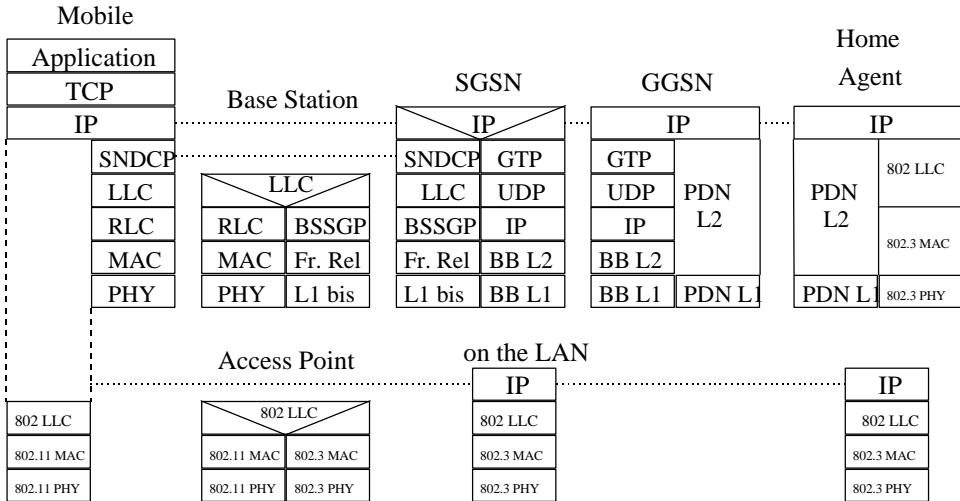 Mobile
Application
TCP
IP
SNDCP
LLC
RLC
MAC
PHY
Base Station
LLC
RLC BSSGP
MAC Fr. Rel
PHY L1 bis
SGSN
IP
SNDCP GTP
LLC UDP
BSSGP IP
Fr. Rel BB L2
L1 bis BB L1
GGSN
IP
GTP
UDP
IP
BB L2
BB L1
PDN
L2
PDN L1
Home
Agent
IP
PDN
L2
PDN L1
802 LLC
802.3 MAC
802.3 PHY
802 LLC
802.11 MAC
802.11 PHY
Access Point
802 LLC
802.11 MAC 802.3 MAC
802.11 PHY 802.3 PHY
on the LAN
IP
802 LLC
802.3 MAC
802.3 PHY
IP
802 LLC
802.3 MAC
802.3 PHY